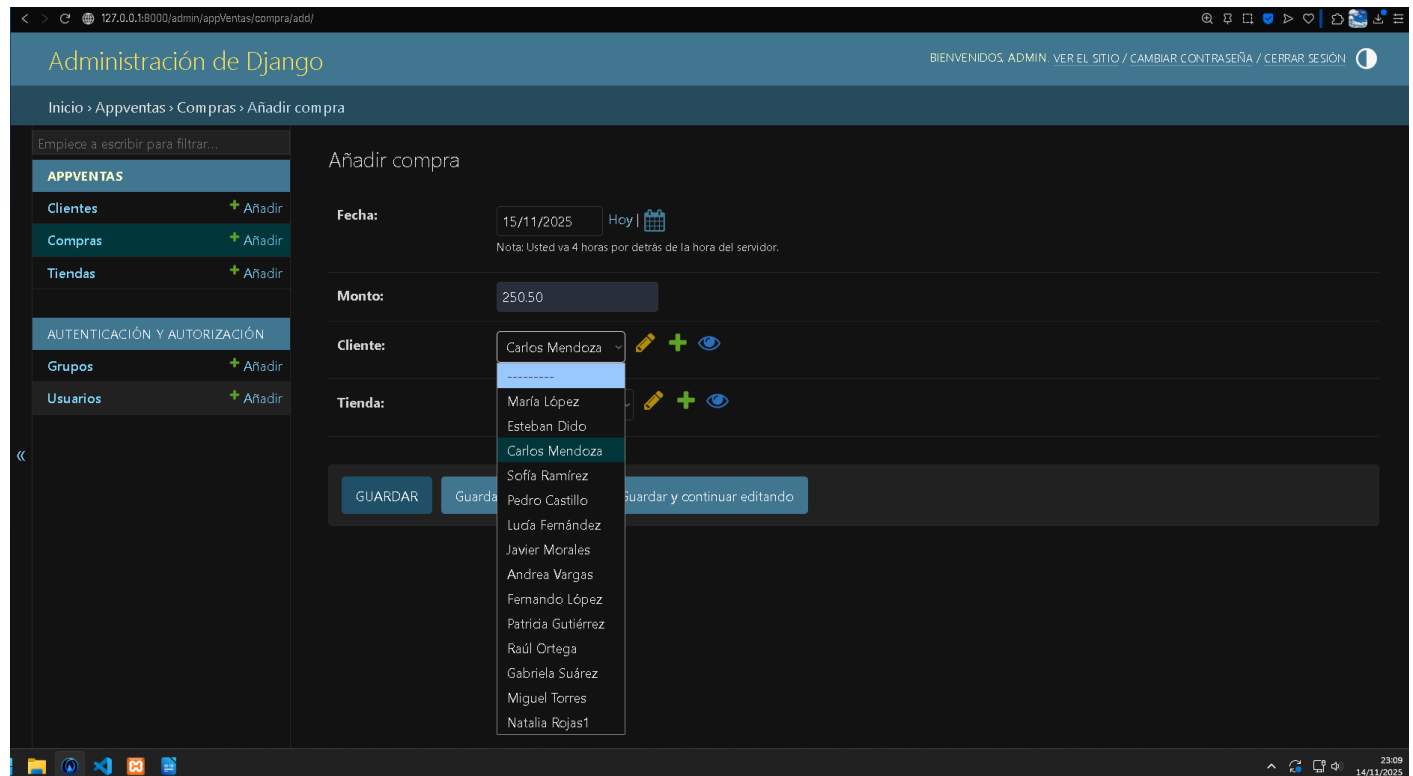 127.0.0.1:8000/admin/appVentas/compra/add/
Administración de Django
BIENVENIDOS, ADMIN. VER EL SITIO / CAMBIAR CONTRASEÑA / CERRAR SESIÓN
Inicio › Appventas › Compras › Añadir compra
Empiece a escribir para filtrar...
APPVENTAS
Clientes + Añadir
Compras + Añadir
Tiendas + Añadir
AUTENTICACIÓN Y AUTORIZACIÓN
Grupos + Añadir
Usuarios + Añadir
«
Añadir compra
Fecha: 15/11/2025 Hoy |
Nota: Usted va 4 horas por detrás de la hora del servidor.
Monto: 250.50
Cliente: Carlos Mendoza
---------
María López
Esteban Dido
Carlos Mendoza
Sofía Ramírez
Pedro Castillo
Lucía Fernández
Javier Morales
Andrea Vargas
Fernando López
Patricia Gutiérrez
Raúl Ortega
Gabriela Suárez
Miguel Torres
Natalia Rojas1
Tienda:
GUARDAR Guarda Guardar y continuar editando
23:09
14/11/2025